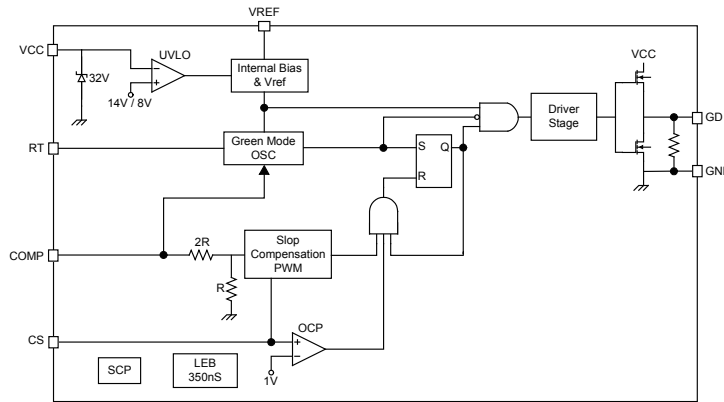 VREF
VCC
UVLO
32V
14V / 8V
Internal Bias
& Vref
VCC
Driver
Stage
GD
RT
Green Mode
OSC
S
Q
R
GN
COMP
2R
R
Slop
Compensation
PWM
CS
OCP
1V
SCP
LEB
350nS